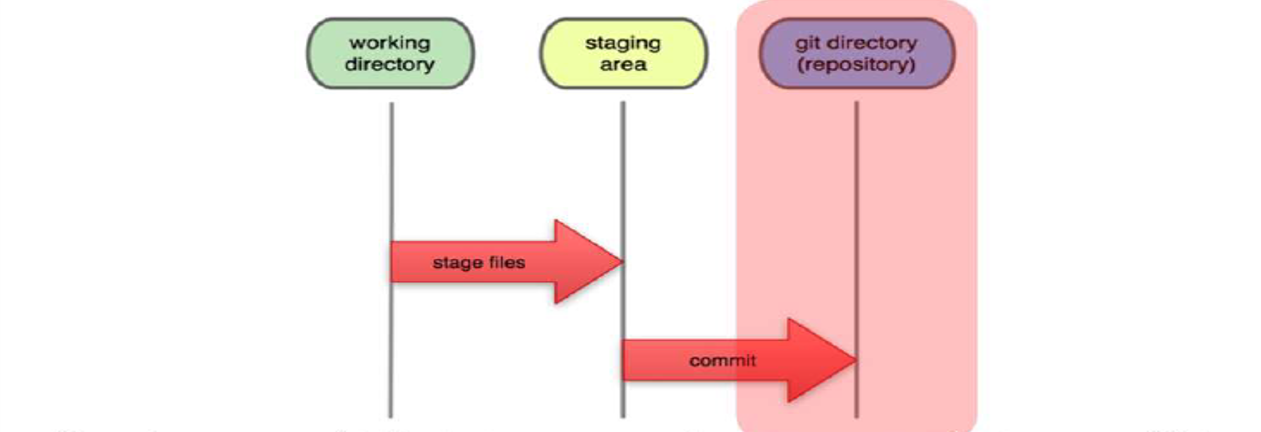 working
directory
staging
area
git directory
(repository)
stage files
commit